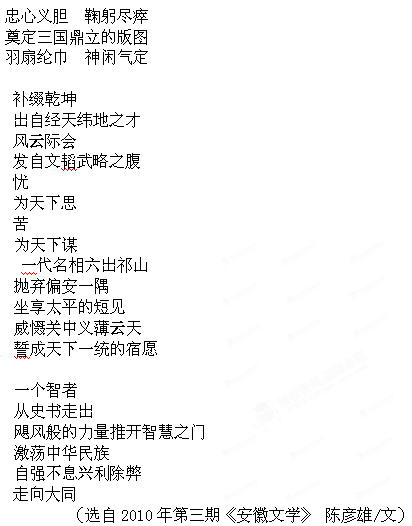 忠心义胆　鞠躬尽瘁
奠定三国鼎立的版图
羽扇纶巾　神闲气定
补缀乾坤
出自经天纬地之才
风云际会
发自文韬武略之腹
忧
为天下思
苦
为天下谋
一代名相六出祁山
抛弃偏安一隅
坐享太平的短见
威慑关中义薄云天
誓成天下一统的宿愿
一个智者
从史书走出
飓风般的力量推开智慧之门
激荡中华民族
自强不息兴利除弊
走向大同
（选自2010年第三期《安徽文学》 陈彦雄/文）